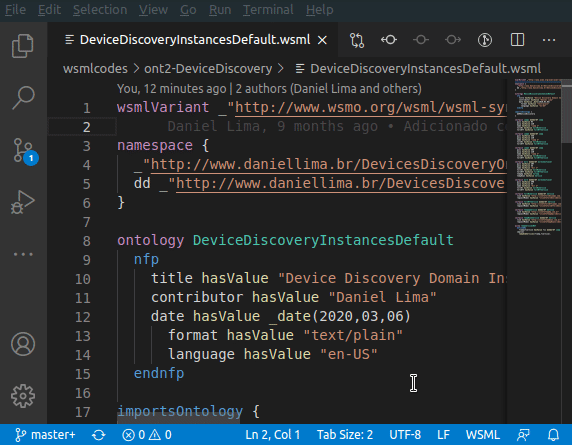 File Edit Selection View Go Run Terminal Help
DeviceDiscoveryInstancesDefault.wsml
wsmlcodes > ont2-DeviceDiscovery > DeviceDiscoveryInstancesDefault.wsml
You, 12 minutes ago | 2 authors (Daniel Lima and others)
1 wsmlVariant _"http://www.wsmo.org/wsml/wsml-sy
2 Daniel Lima, 9 months ago • Adicionado c
3 namespace {
4 _"http://www.daniellima.br/DevicesDiscoveryO
5 dd _"http://www.daniellima.br/DevicesDiscove
6 }
7
8 ontology DeviceDiscoveryInstancesDefault
9 nfp
10 title hasValue "Device Discovery Domain In
11 contributor hasValue "Daniel Lima"
12 date hasValue _date(2020,03,06)
13 format hasValue "text/plain"
14 language hasValue "en-US"
15 endnfp
16
17 importsOntology {
1
master+ 0 0 Ln 2, Col 1 Tab Size: 2 UTF-8 LF WSML